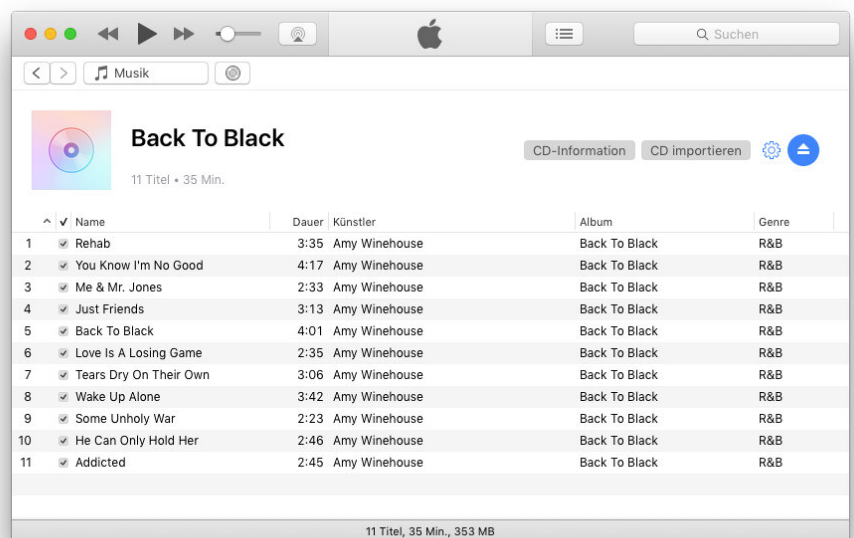 Suchen
Musik
Back To Black
CD-Information CD importieren
11 Titel • 35 Min.
Name Dauer Künstler Album Genre
1 Rehab 3:35 Amy Winehouse Back To Black R&B
2 You Know I'm No Good 4:17 Amy Winehouse Back To Black R&B
3 Me & Mr. Jones 2:33 Amy Winehouse Back To Black R&B
4 Just Friends 3:13 Amy Winehouse Back To Black R&B
5 Back To Black 4:01 Amy Winehouse Back To Black R&B
6 Love Is A Losing Game 2:35 Amy Winehouse Back To Black R&B
7 Tears Dry On Their Own 3:06 Amy Winehouse Back To Black R&B
8 Wake Up Alone 3:42 Amy Winehouse Back To Black R&B
9 Some Unholy War 2:23 Amy Winehouse Back To Black R&B
10 He Can Only Hold Her 2:46 Amy Winehouse Back To Black R&B
11 Addicted 2:45 Amy Winehouse Back To Black R&B
11 Titel, 35 Min., 353 MB